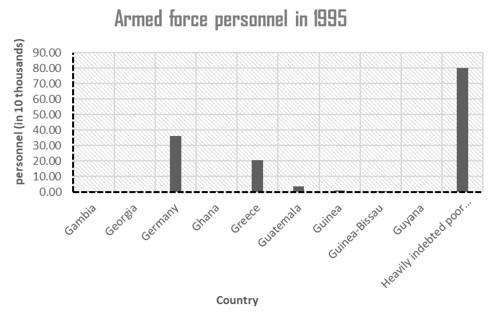 Armed force personnel in 1995
personnel (in 10 thousands)
90.00
80.00
70.00
60.00
50.00
40.00
30.00
20.00
10.00
0.00
Gambia
Georgia
Germany
Ghana
Greece
Guatemala
Guinea
Guinea-Bissau
Guyana
Heavily indebted poor...
Country